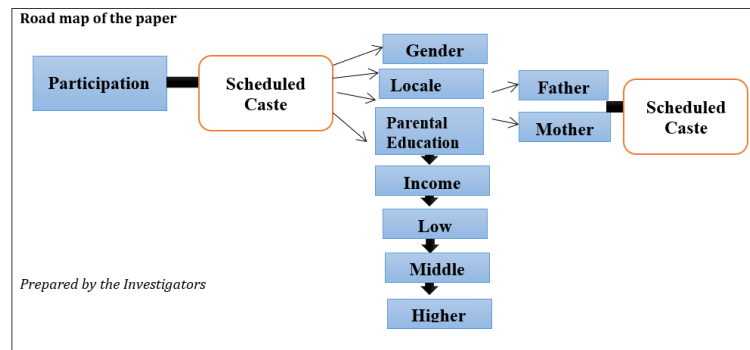 Road map of the paper
Participation
Scheduled
Caste
Gender
Locale
Parental
Education
Father
Mother
Scheduled
Caste
Income
Low
Middle
Higher
Prepared by the Investigators